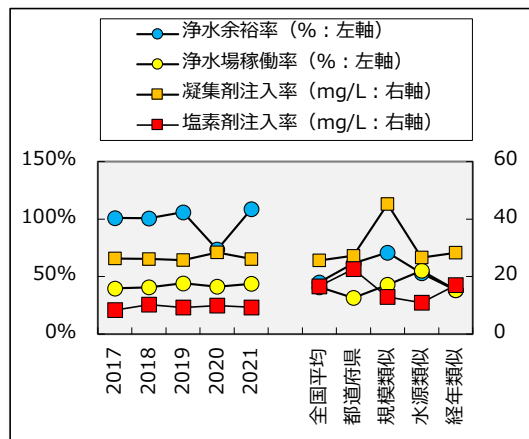 浄水余裕率（%：左軸）
浄水場稼働率（%：左軸）
凝集剤注入率（mg/L：右軸）
塩素剤注入率（mg/L：右軸）
150%
100%
50%
0%
60
40
20
0
2017
2018
2019
2020
2021
全国平均
都道府県
規模類似
水源類似
経年類似